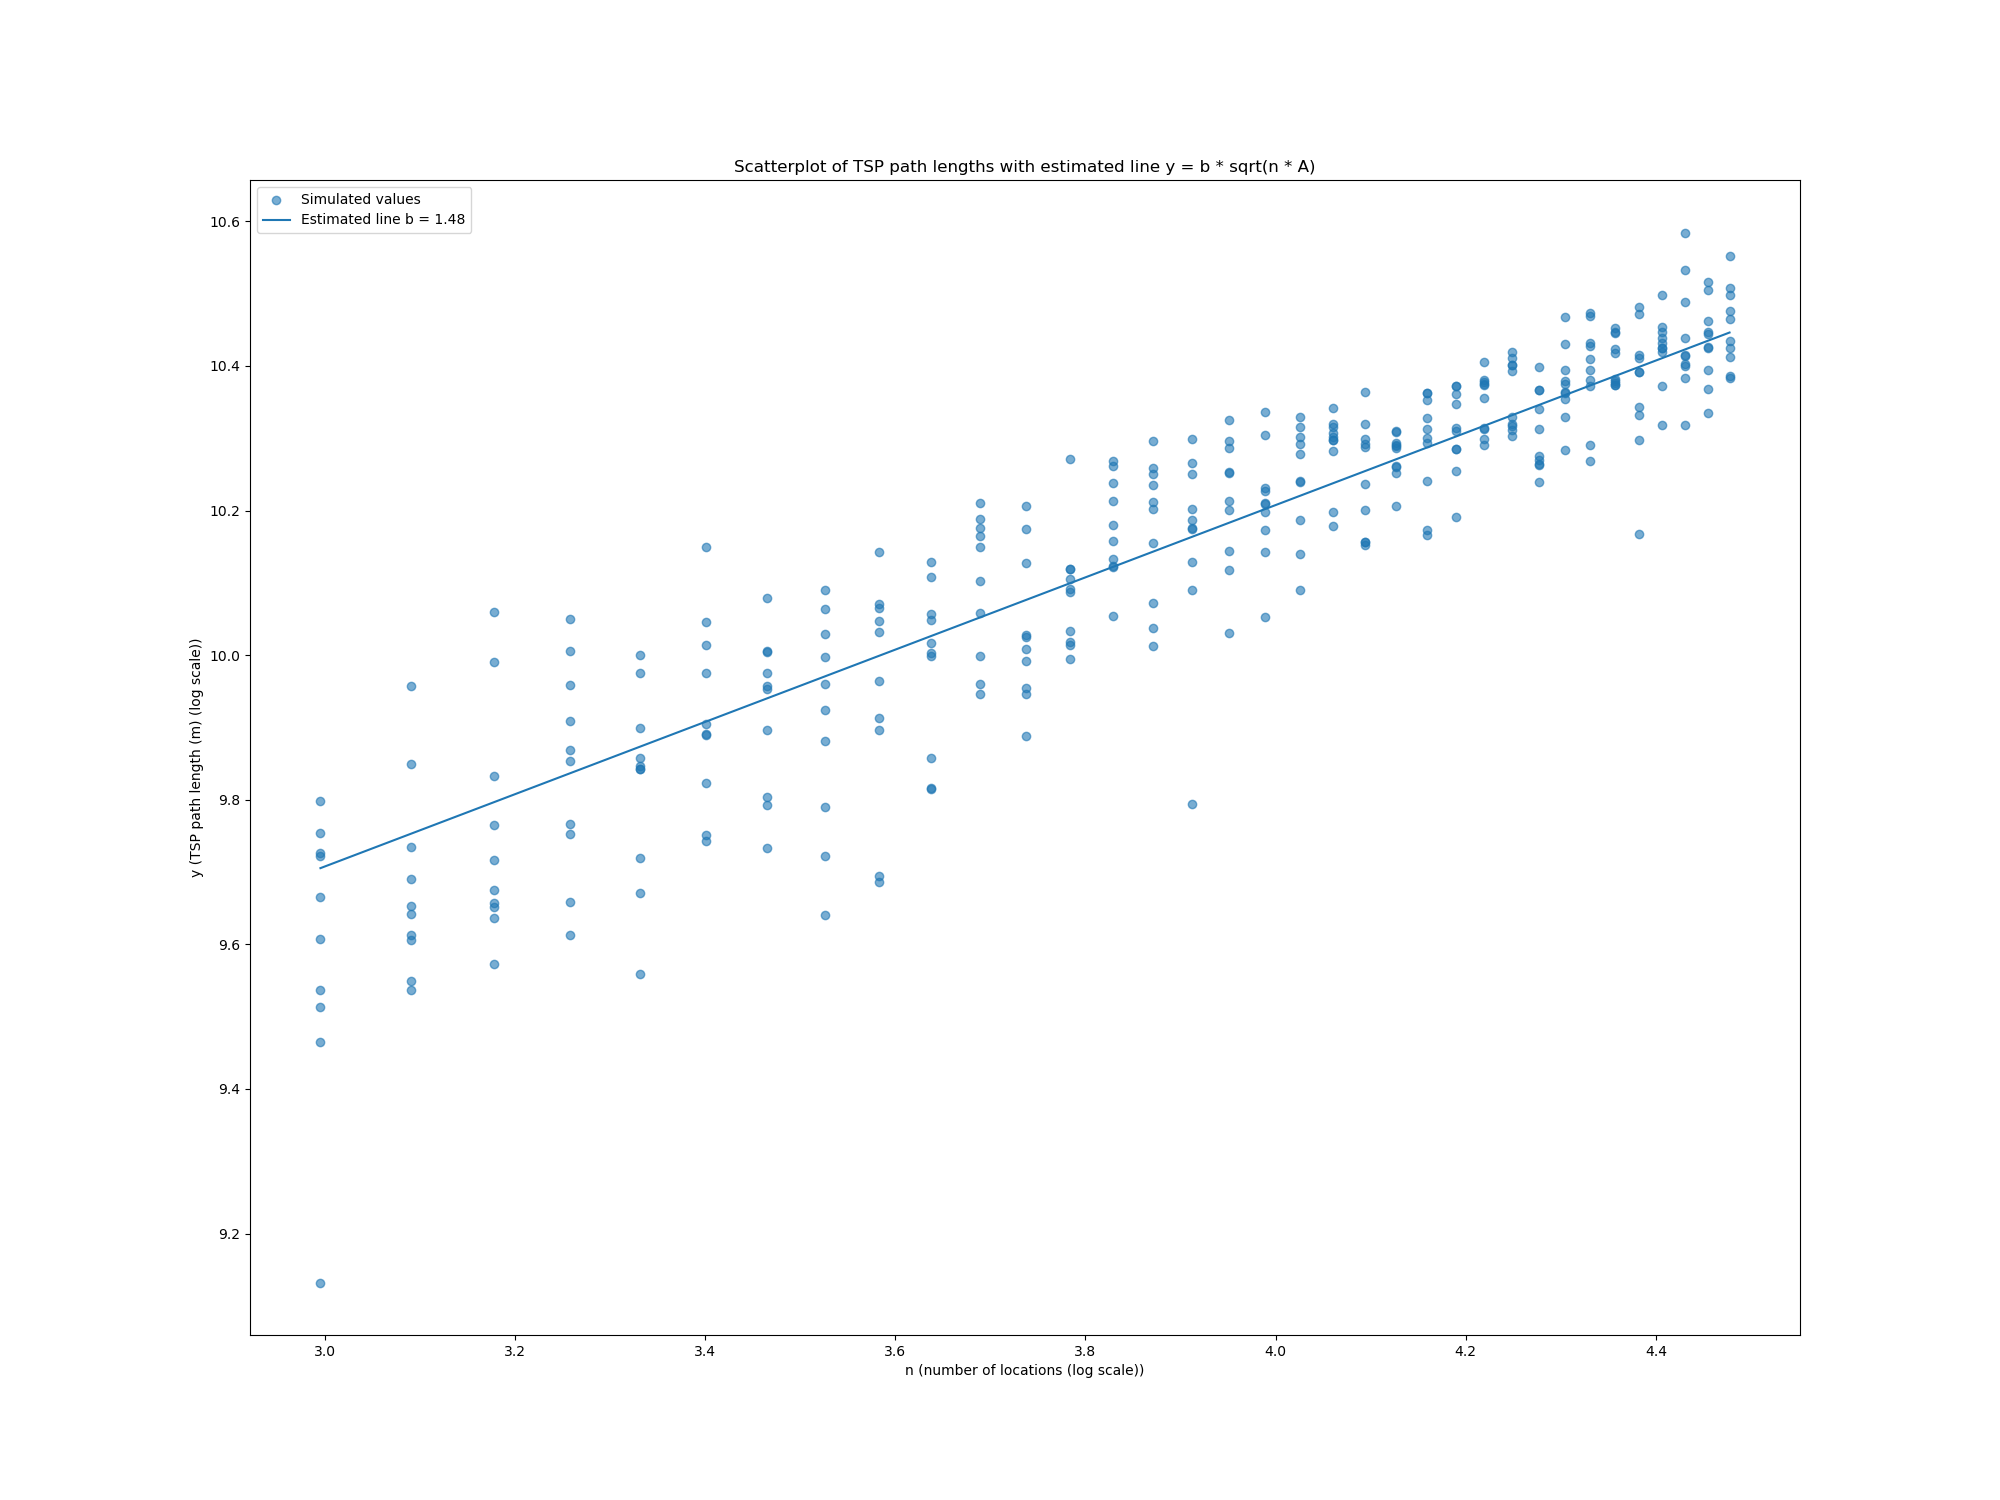 Scatterplot of TSP path lengths with estimated line y = b * sqrt(n * A)
Simulated values
Estimated line b = 1.48
10.6
10.4
10.2
10.0
9.8
9.6
9.4
9.2
y (TSP path length (m) (log scale))
3.0 3.2 3.4 3.6 3.8 4.0 4.2 4.4
n (number of locations (log scale))